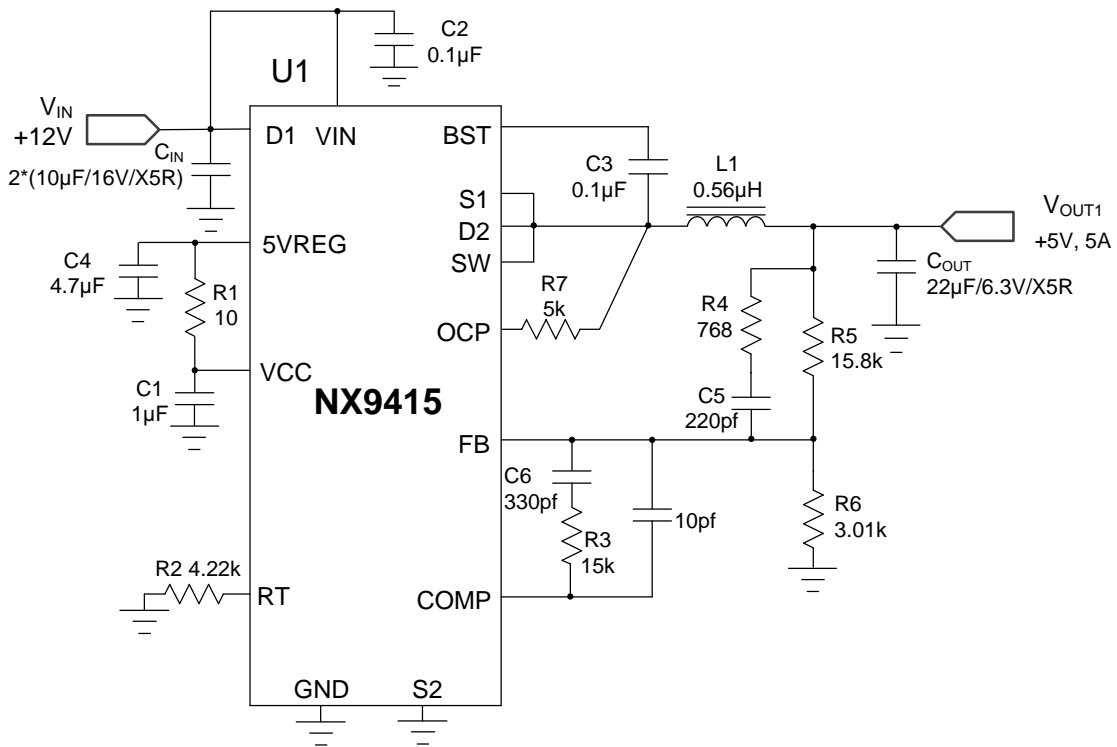 C2
0.1µF
U1
VIN
+12V
D1
VIN
BST
CIN
2*(10µF/16V/X5R)
C3
0.1µF
L1
0.56µH
S1
D2
SW
VOUT1
+5V, 5A
5VREG
C4
4.7µF
R1
10
COUT
22µF/6.3V/X5R
R7
5k
OCP
R4
768
R5
15.8k
VCC
C1
1µF
NX9415
C5
220pf
FB
C6
330pf
10pf
R6
3.01k
R3
15k
R2 4.22k
RT
COMP
GND
S2